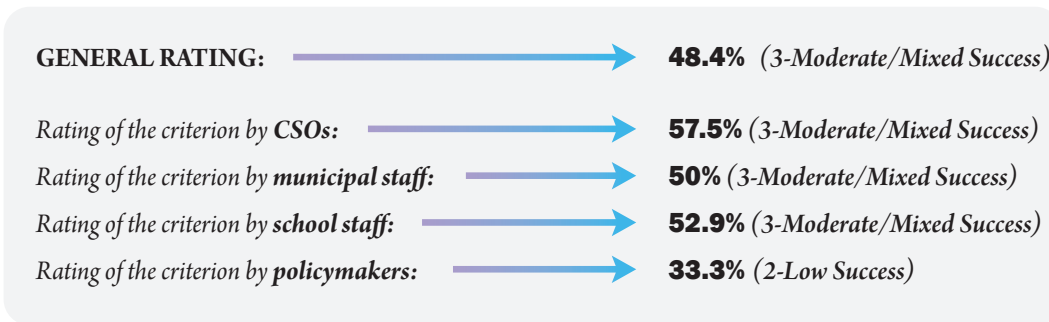 GENERAL RATING: 48.4% (3-Moderate/Mixed Success)
Rating of the criterion by CSOs: 57.5% (3-Moderate/Mixed Success)
Rating of the criterion by municipal staff: 50% (3-Moderate/Mixed Success)
Rating of the criterion by school staff: 52.9% (3-Moderate/Mixed Success)
Rating of the criterion by policymakers: 33.3% (2-Low Success)